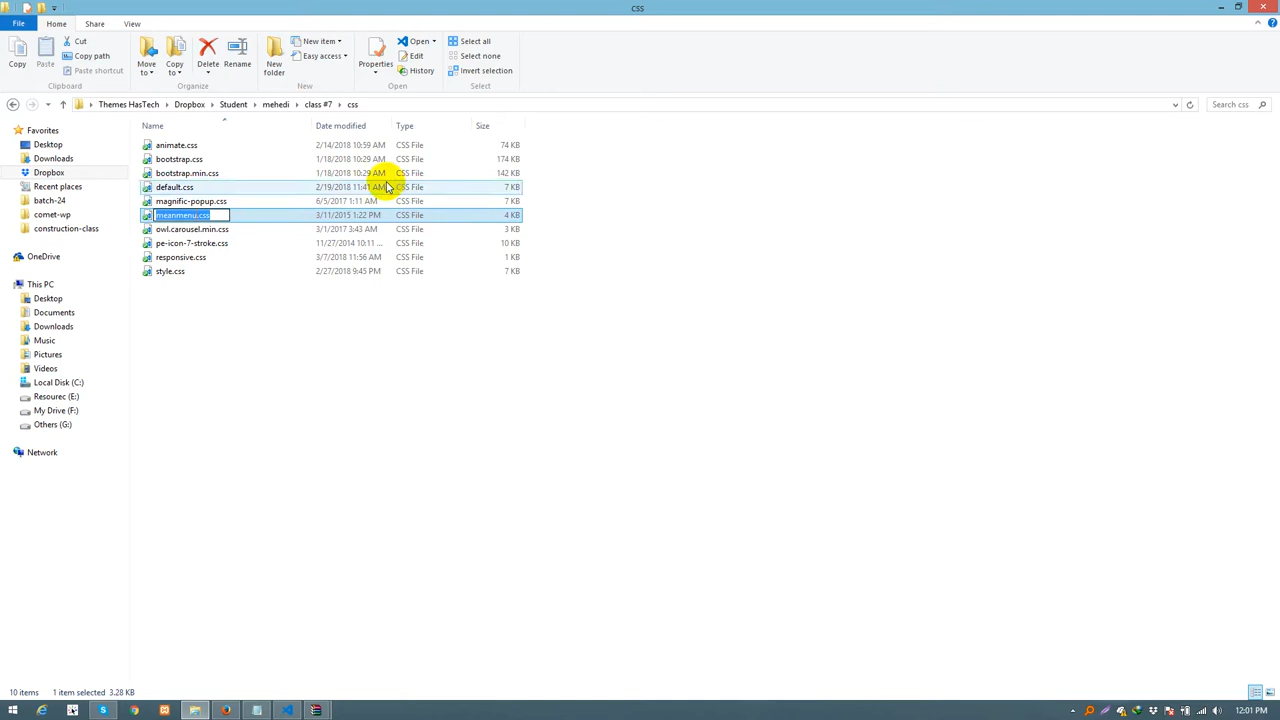 css
File Home Share View
Copy
Paste
Cut
Copy path
Paste shortcut
Clipboard
Move to
Copy to
Delete
Rename
Organize
New folder
New item
Easy access
New
Properties
Open
Edit
History
Open
Select all
Select none
Invert selection
Select
Themes HasTech Dropbox Student mehedi class #7 css
Search css
Name Date modified Type Size
Favorites
Desktop
Downloads
Dropbox
Recent places
batch-24
comet-wp
construction-class
OneDrive
This PC
Desktop
Documents
Downloads
Music
Pictures
Videos
Local Disk (C:)
Resourec (E:)
My Drive (F:)
Others (G:)
Network
animate.css 2/14/2018 10:59 AM CSS File 74 KB
bootstrap.css 1/18/2018 10:29 AM CSS File 174 KB
bootstrap.min.css 1/18/2018 10:29 AM CSS File 142 KB
default.css 2/19/2018 11:41 AM CSS File 7 KB
magnific-popup.css 6/5/2017 1:11 AM CSS File 7 KB
meanmenu.css 3/11/2015 1:22 PM CSS File 4 KB
owl.carousel.min.css 3/1/2017 3:43 AM CSS File 3 KB
pe-icon-7-stroke.css 11/27/2014 10:11 ... CSS File 10 KB
responsive.css 3/7/2018 11:56 AM CSS File 1 KB
style.css 2/27/2018 9:45 PM CSS File 7 KB
10 items 1 item selected 3.28 KB
12:01 PM